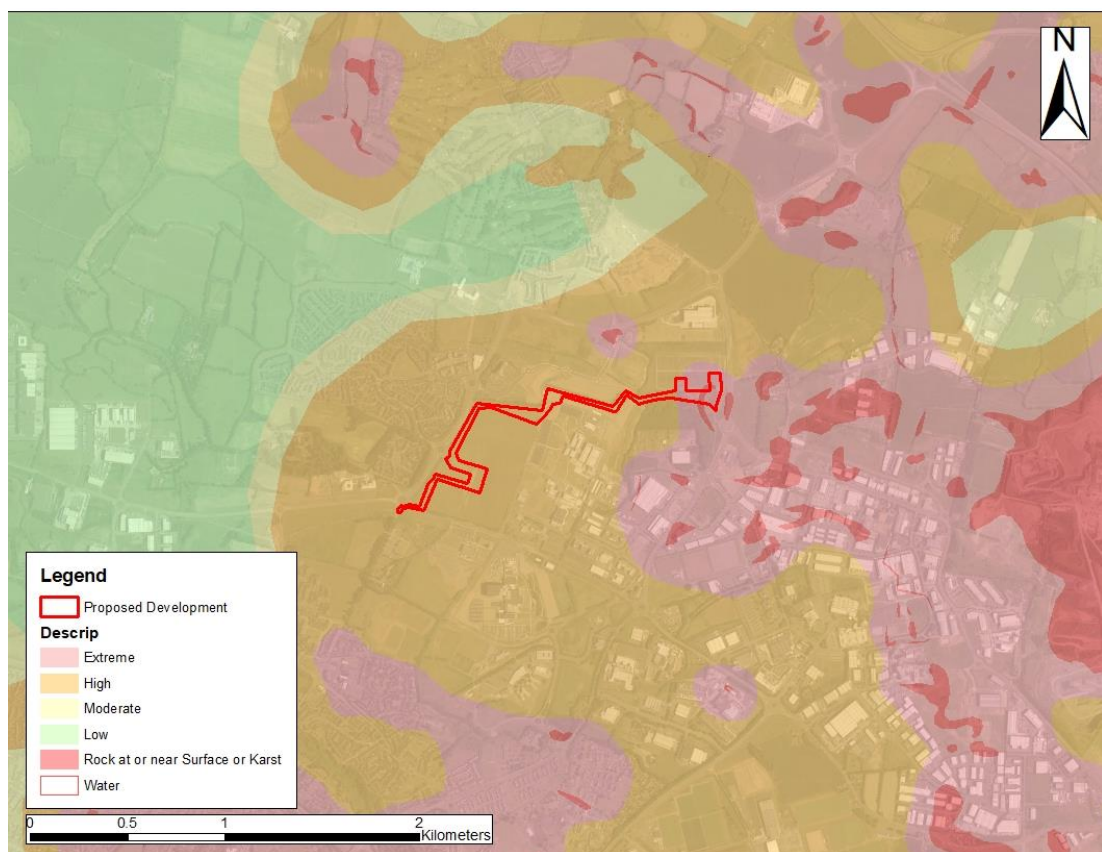 N
Legend
Proposed Development
Descrip
Extreme
High
Moderate
Low
Rock at or near Surface or Karst
Water
0 0.5 1 2
Kilometers